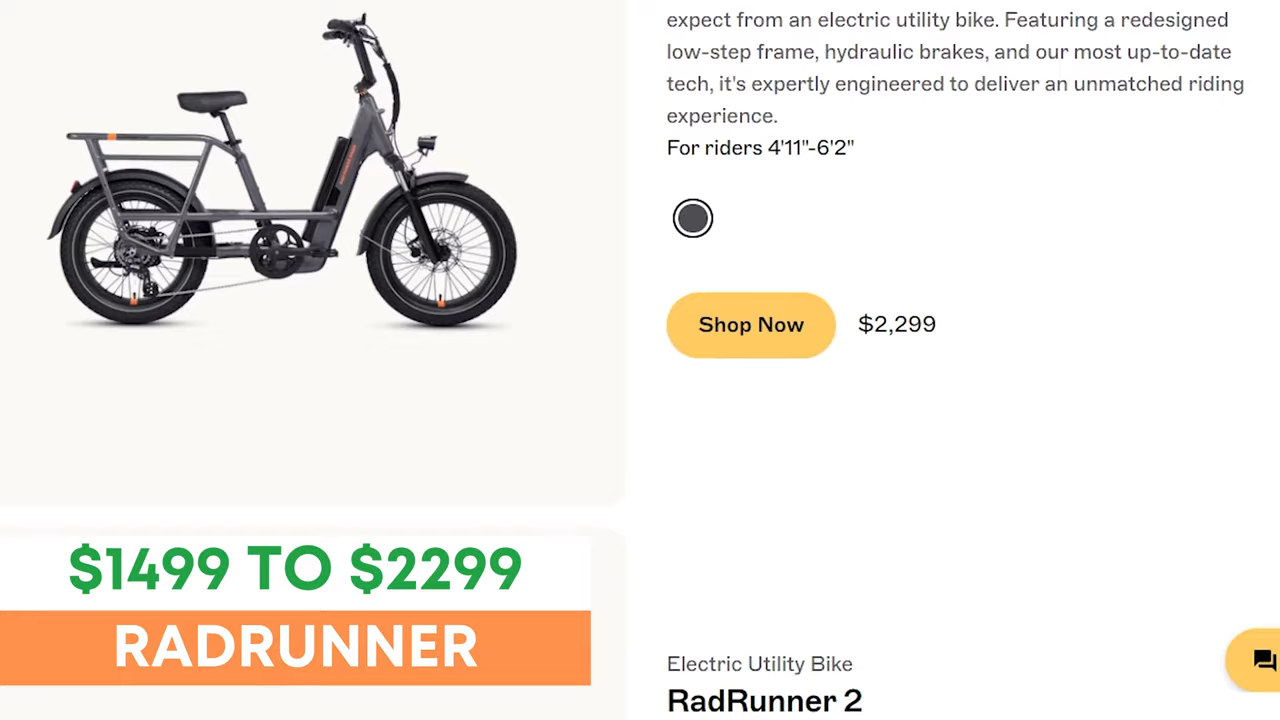 expect from an electric utility bike. Featuring a redesigned
low-step frame, hydraulic brakes, and our most up-to-date
tech, it's expertly engineered to deliver an unmatched riding
experience.
For riders 4'11"-6'2"
Shop Now
$2,299
$1499 TO $2299
RADRUNNER
Electric Utility Bike
RadRunner 2